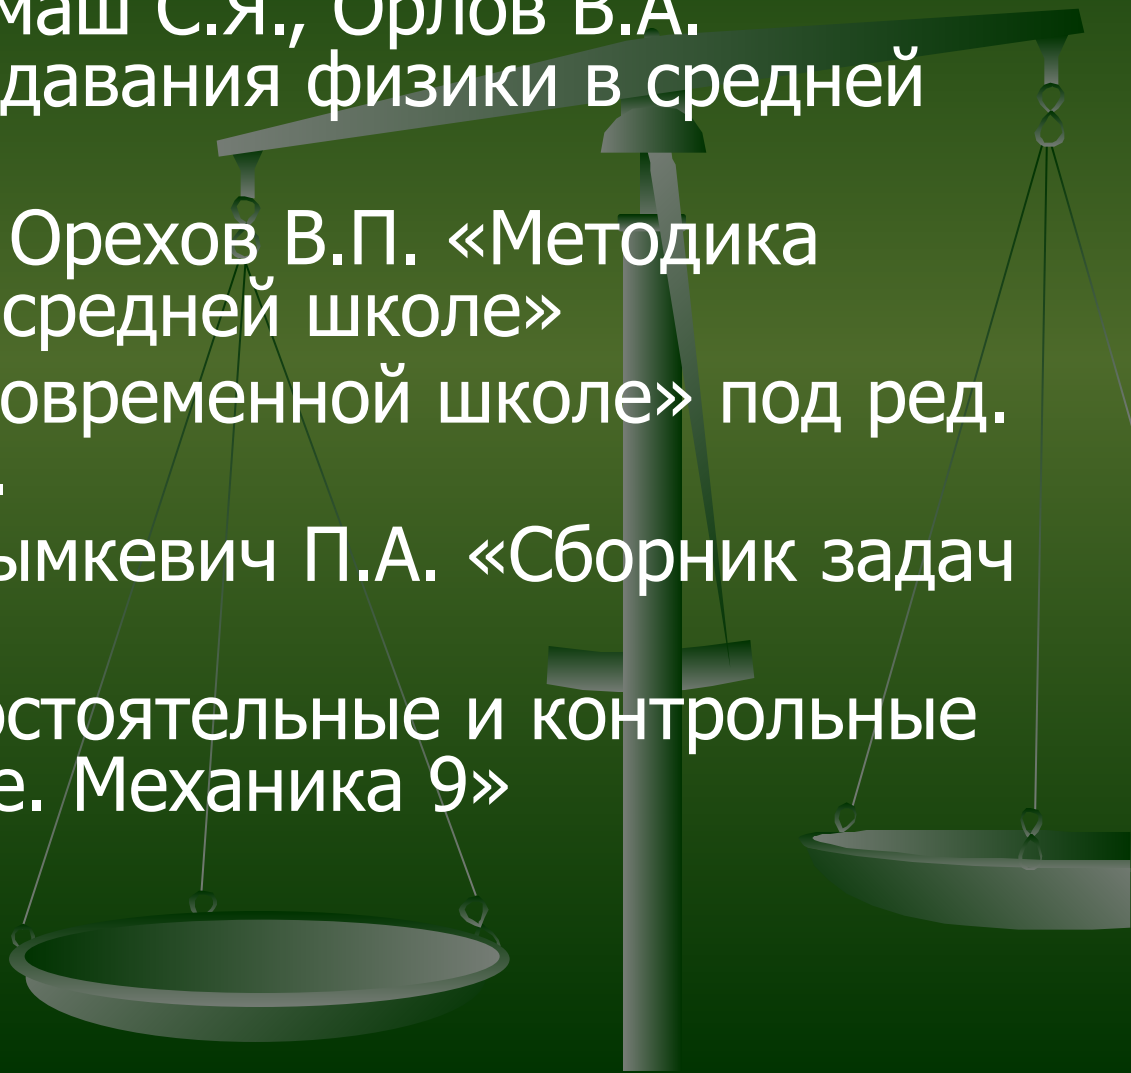 маш С.Я., Орлов В.А.
давания физики в средней
Орехов В.П. «Методика
средней школе»
овременной школе» под ред.
.
ымкевич П.А. «Сборник задач
остоятельные и контрольные
е. Механика 9»